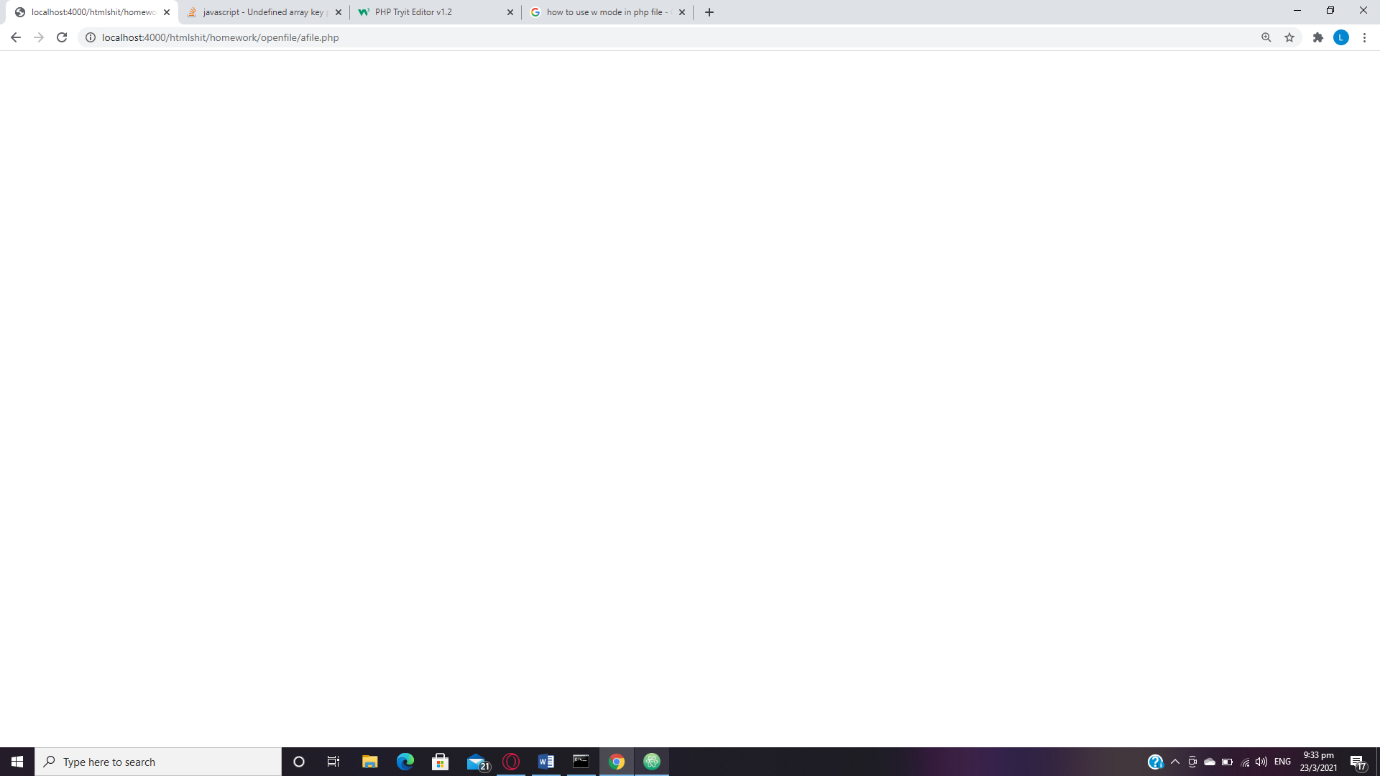 localhost:4000/htmlshit/homewo
javascript - Undefined array key
PHP Tryit Editor v1.2
how to use w mode in php file -
localhost:4000/htmlshit/homework/openfile/afile.php
L
Type here to search
21
ENG
9:33 pm
23/3/2021
17